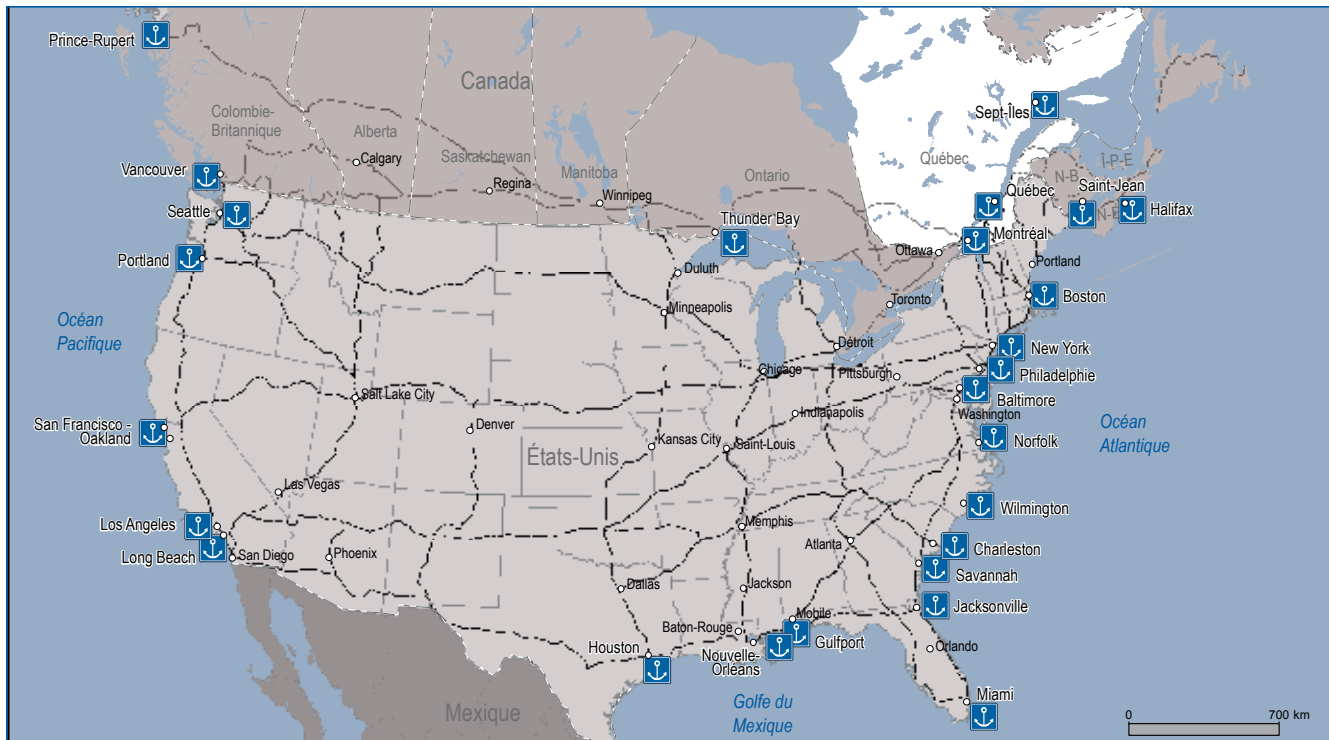 Prince-Rupert
Canada
Colombie-
Britannique
Alberta
Saskatchewan
Manitoba
Ontario
Québec
Sept-Îles
Î-P-E
N-B
N-É
Calgary
Regina
Winnipeg
Vancouver
Seattle
Portland
Thunder Bay
Duluth
Minneapolis
Québec
Montréal
Ottawa
Toronto
Saint-Jean
Halifax
Portland
Boston
Océan
Pacifique
Détroit
Chicago
Pittsburgh
New York
Philadelphie
Baltimore
Washington
Norfolk
Océan
Atlantique
Salt Lake City
Denver
Indianapolis
San Francisco -
Oakland
États-Unis
Kansas City
Saint-Louis
Las Vegas
Los Angeles
Long Beach
San Diego
Phoenix
Memphis
Atlanta
Wilmington
Charleston
Savannah
Jacksonville
Dallas
Jackson
Mobile
Baton-Rouge
Houston
Nouvelle-
Orléans
Gulfport
Orlando
Miami
Golfe du
Mexique
Mexique
0
700 km